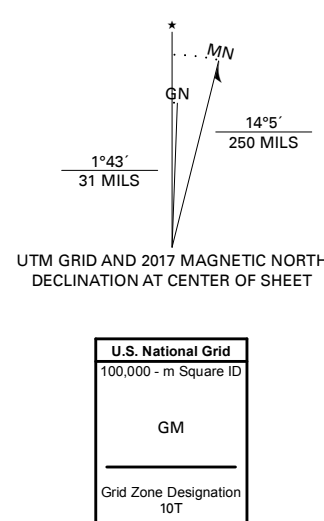 MN
GN
14°5´
250 MILS
1°43´
31 MILS
UTM GRID AND 2017 MAGNETIC NORTH
DECLINATION AT CENTER OF SHEET
U.S. National Grid
100,000 - m Square ID
GM
Grid Zone Designation
10T